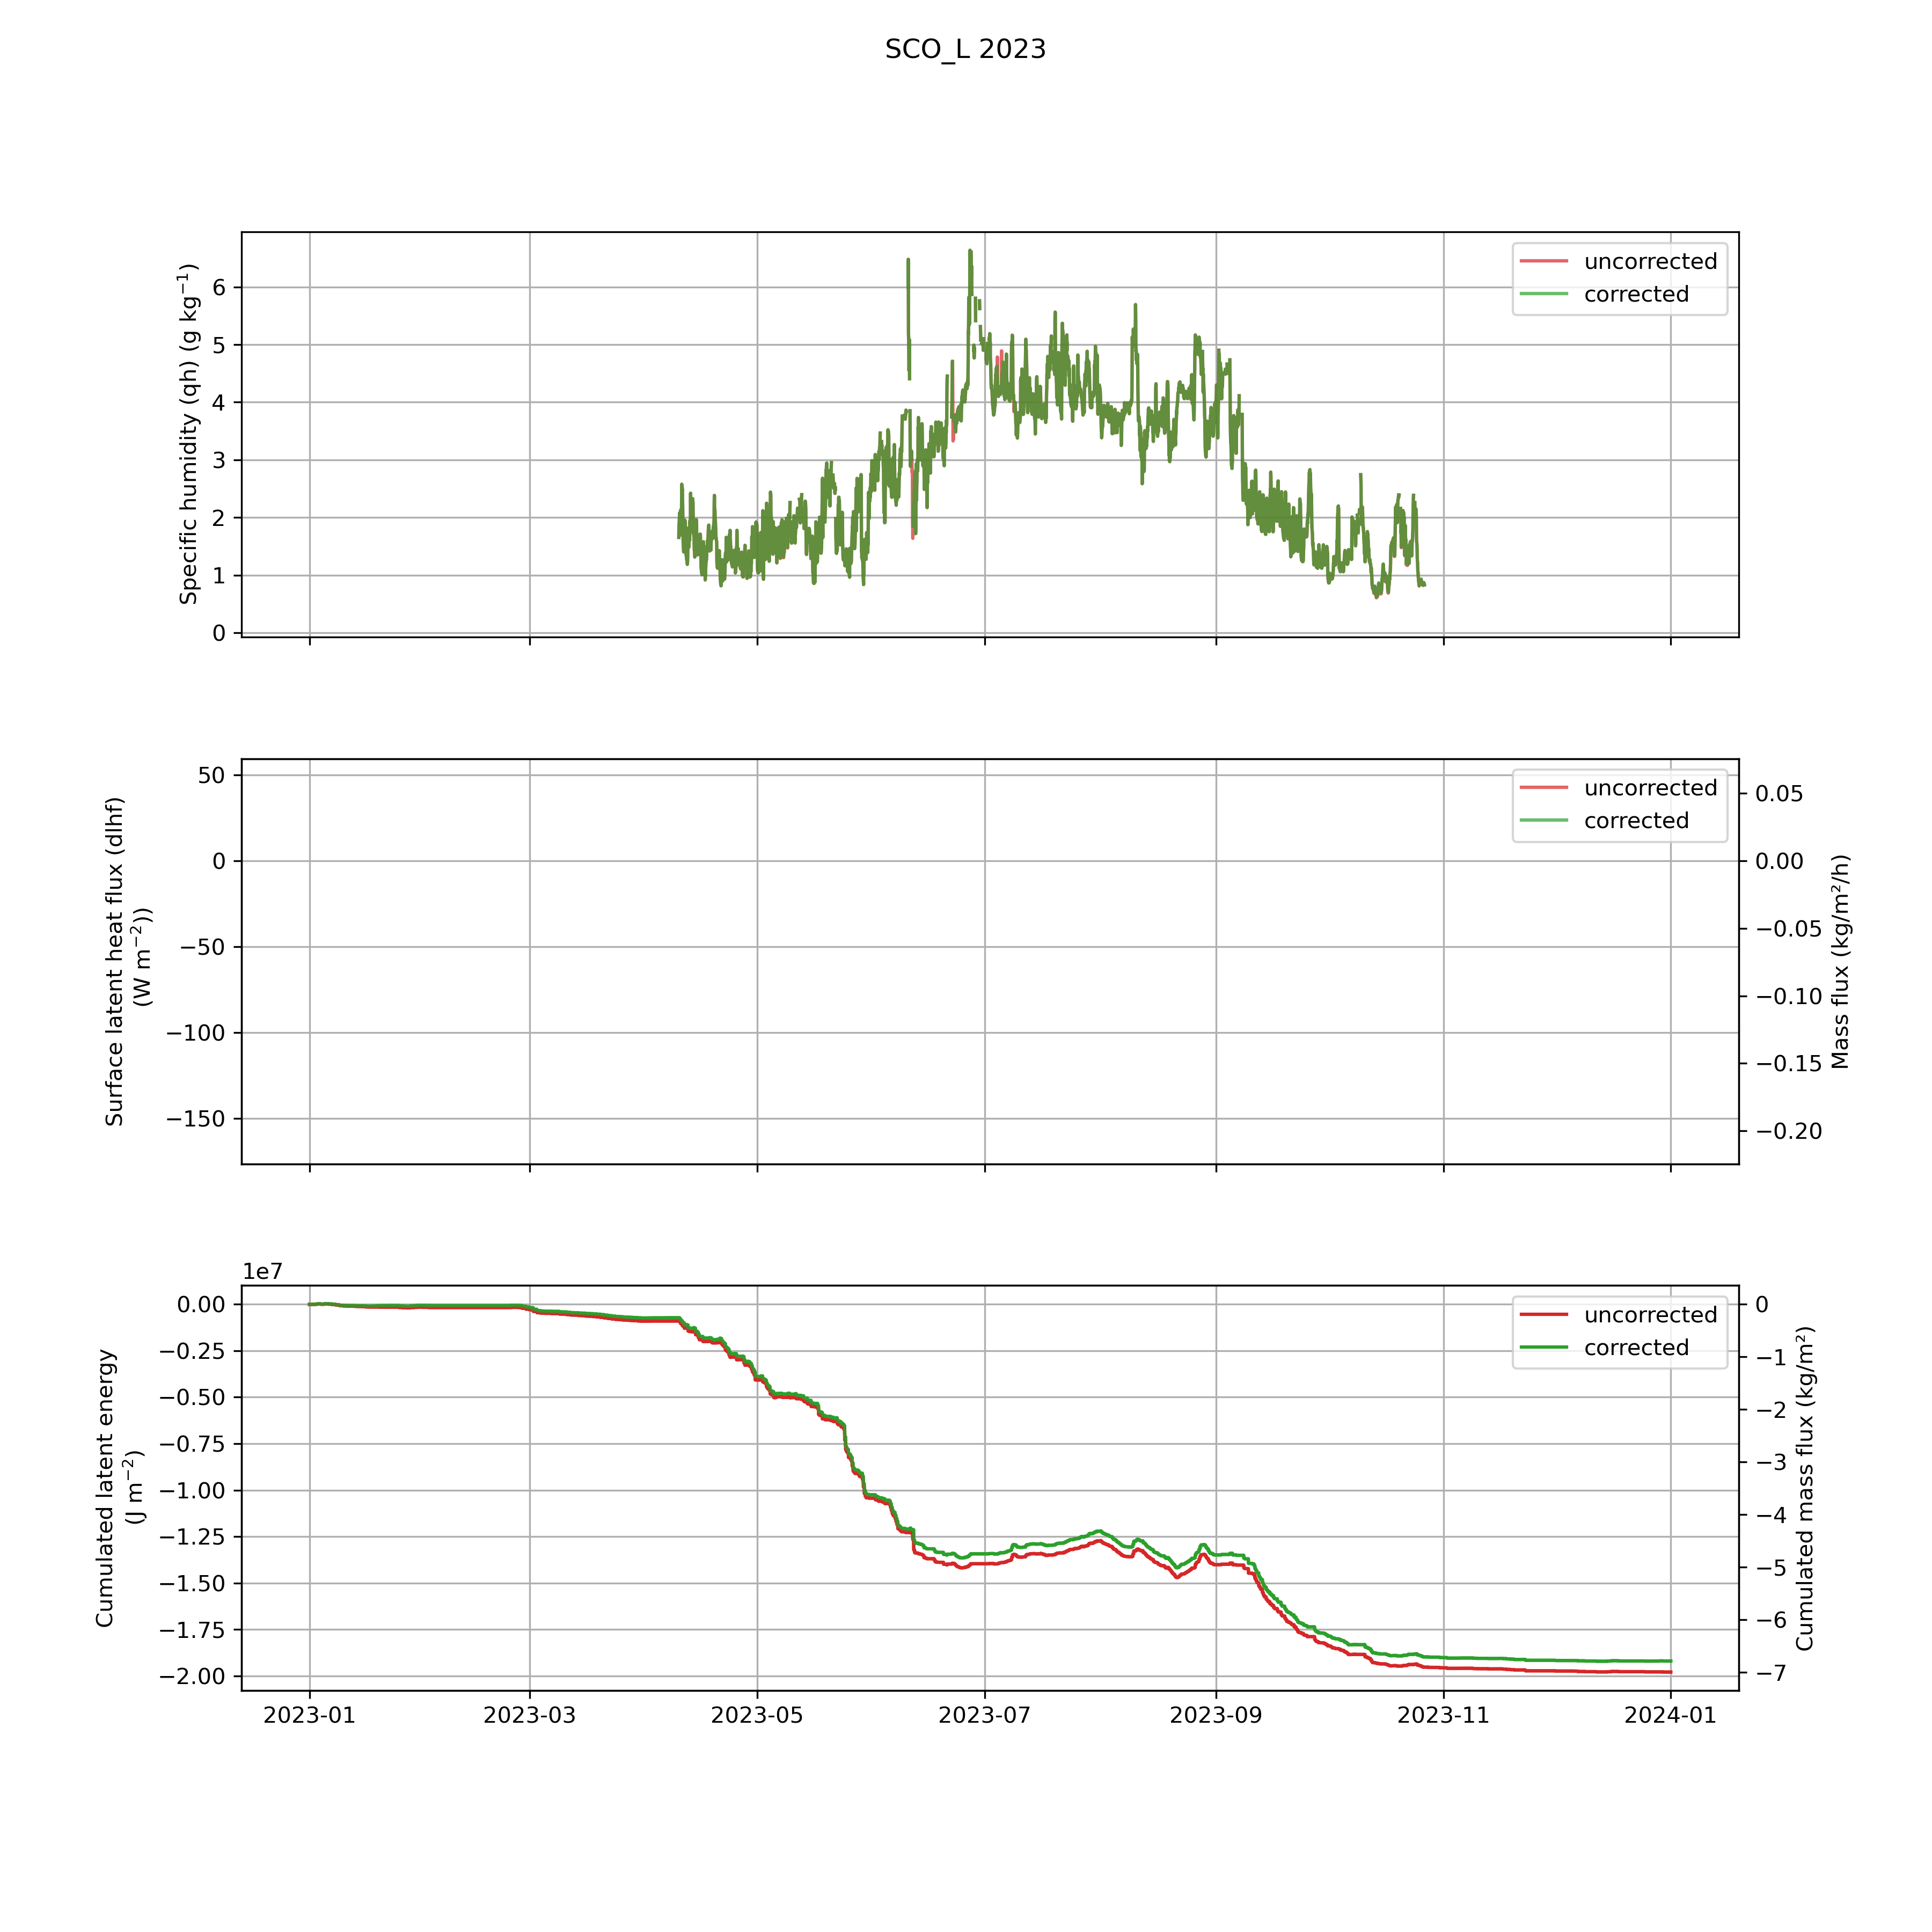 SCO_L 2023
Specific humidity (qh) (g kg⁻¹)
6
5
4
3
2
1
0
uncorrected
corrected
Surface latent heat flux (dlhf)
(W m⁻²))
50
0
−50
−100
−150
uncorrected
corrected
0.05
0.00
−0.05
−0.10
−0.15
−0.20
Mass flux (kg/m²/h)
1e7
Cumulated latent energy
(J m⁻²)
0.00
−0.25
−0.50
−0.75
−1.00
−1.25
−1.50
−1.75
−2.00
uncorrected
corrected
0
−1
−2
−3
−4
−5
−6
−7
Cumulated mass flux (kg/m²)
2023-01 2023-03 2023-05 2023-07 2023-09 2023-11 2024-01